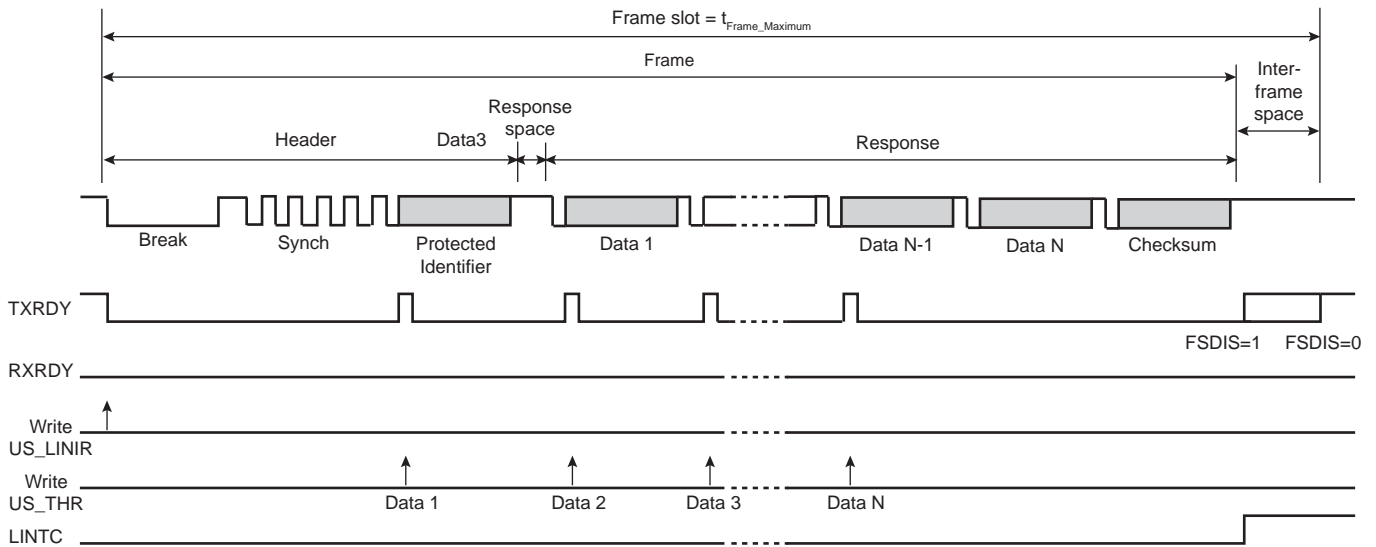 Frame slot = tFrame_Maximum
Frame
Inter-
frame
space
Response
space
Header
Data3
Response
Break
Synch
Protected
Identifier
Data 1
Data N-1
Data N
Checksum
TXRDY
FSDIS=1
FSDIS=0
RXRDY
Write
US_LINIR
Write
US_THR
Data 1
Data 2
Data 3
Data N
LINTC